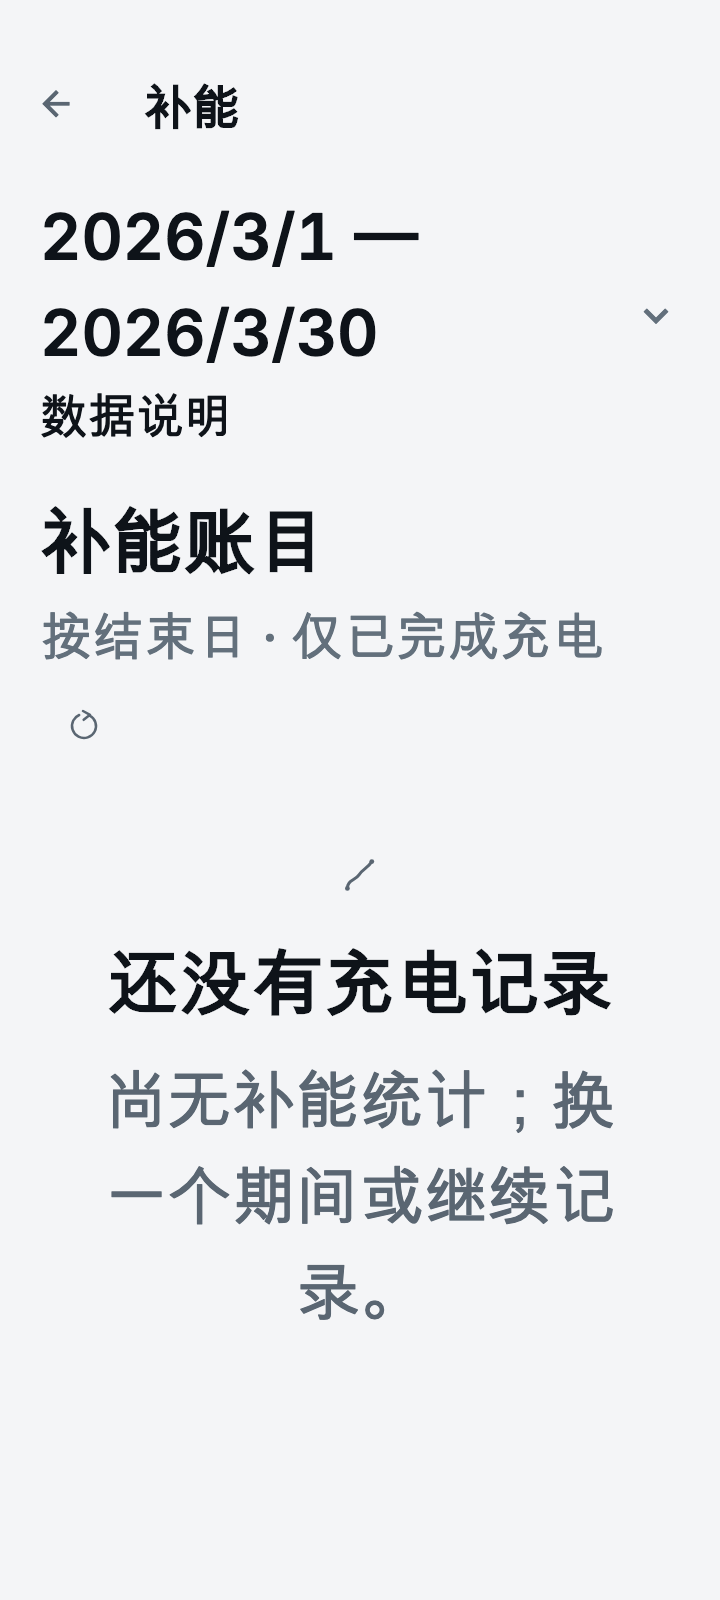 补能
2026/3/1 —
2026/3/30
数据说明
补能账目
按结束日 · 仅已完成充电
还没有充电记录
尚无补能统计；换
一个期间或继续记
录。